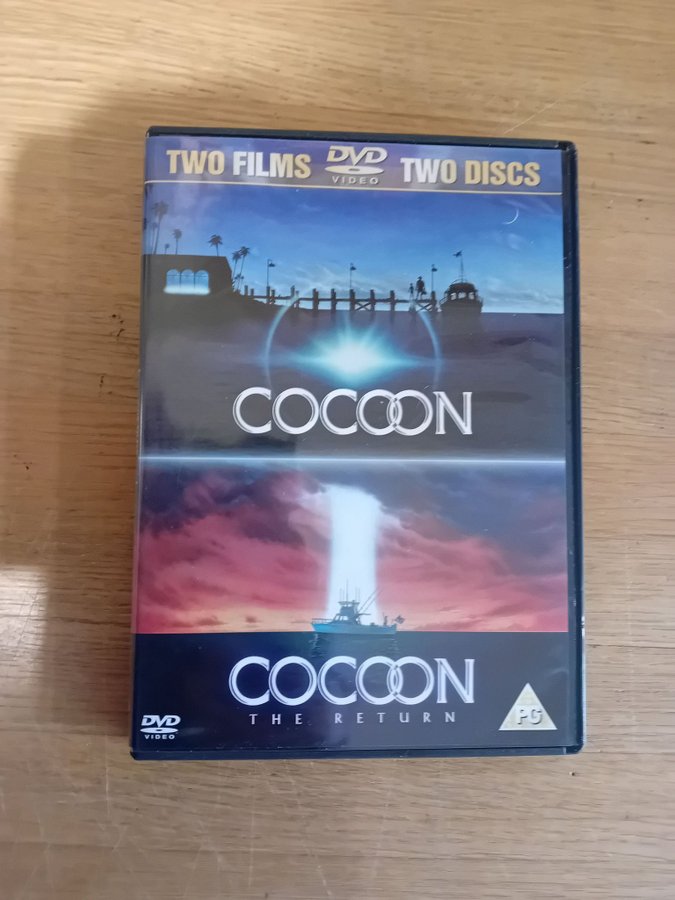 TWO FILMS DVD VIDEO TWO DISCS
COCOON
COCOON
THE RETURN
DVD
VIDEO
PG